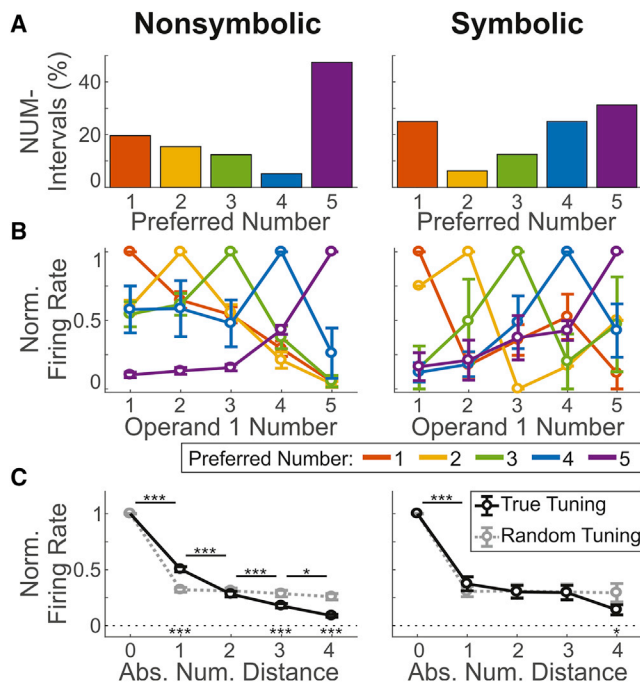 A Nonsymbolic Symbolic
NUM-
Intervals (%)
40
20
0
1 2 3 4 5
Preferred Number
1 2 3 4 5
Preferred Number
B
Norm.
Firing Rate
1
0.5
0
1 2 3 4 5
Operand 1 Number
1 2 3 4 5
Operand 1 Number
Preferred Number: 1 2 3 4 5
C
Norm.
Firing Rate
1
0.5
0
***
***
***
*
***
***
***
0 1 2 3 4
Abs. Num. Distance
***
True Tuning
Random Tuning
*
0 1 2 3 4
Abs. Num. Distance